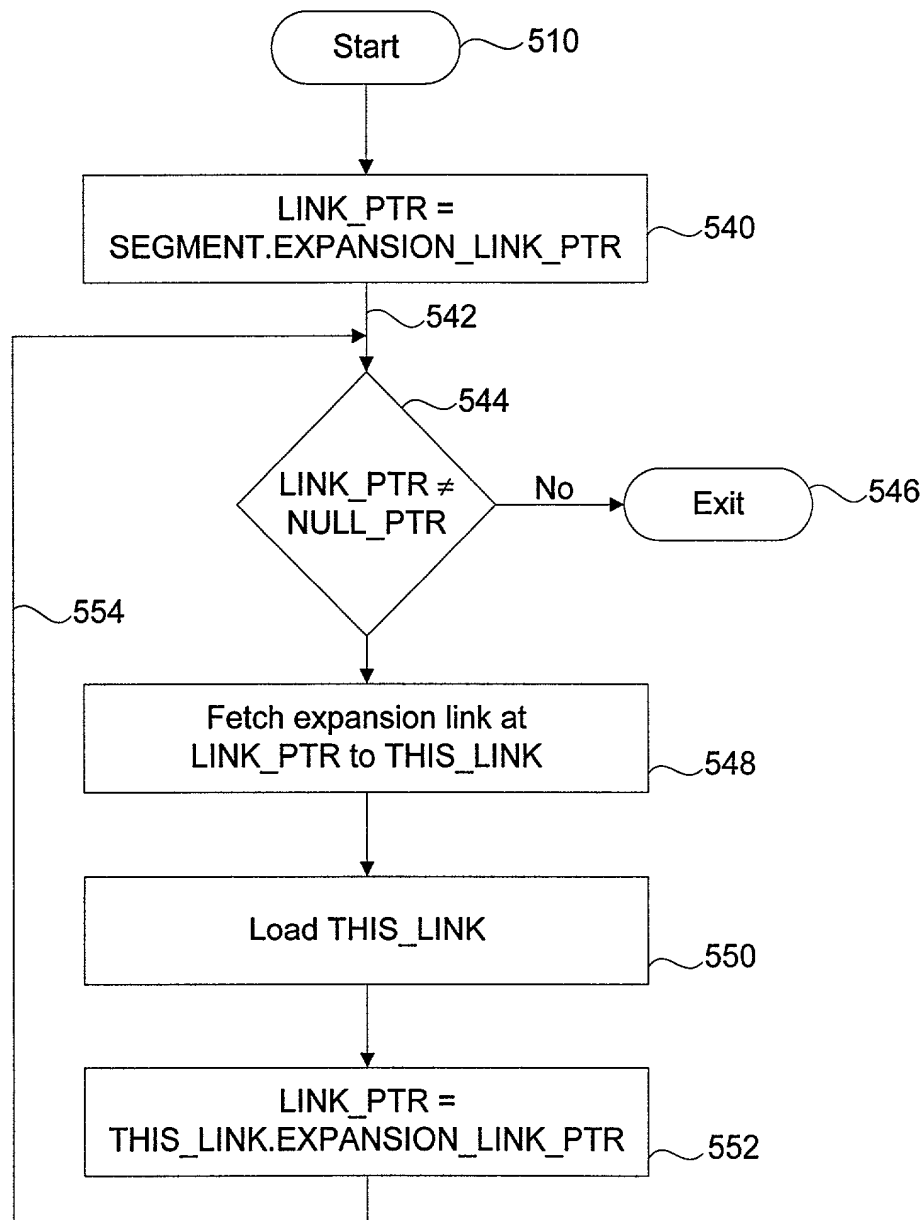 Start
510
LINK_PTR =
SEGMENT.EXPANSION_LINK_PTR
540
542
544
LINK_PTR ≠
NULL_PTR
No
Exit
546
554
Fetch expansion link at
LINK_PTR to THIS_LINK
548
Load THIS_LINK
550
LINK_PTR =
THIS_LINK.EXPANSION_LINK_PTR
552